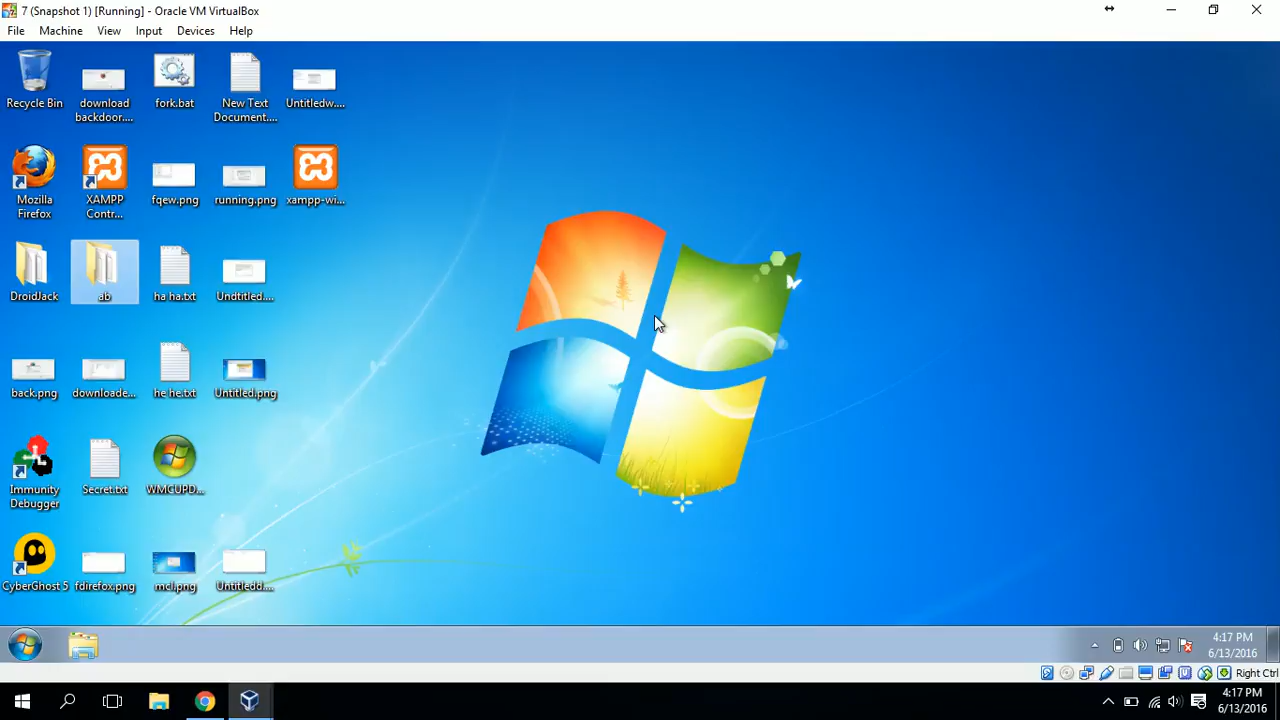 7 (Snapshot 1) [Running] - Oracle VM VirtualBox
File Machine View Input Devices Help
Recycle Bin
download
backdoor....
fork.bat
New Text
Document....
Untitledw....
Mozilla
Firefox
XAMPP
Contr...
fqew.png
running.png
xampp-wi...
DroidJack
ab
ha ha.txt
Undtitled....
back.png
downloade...
he he.txt
Untitled.png
Immunity
Debugger
Secret.txt
WMCUPD...
CyberGhost 5
fdirefox.png
mcl.png
Untitledd....
4:17 PM
6/13/2016
Right Ctrl
4:17 PM
6/13/2016